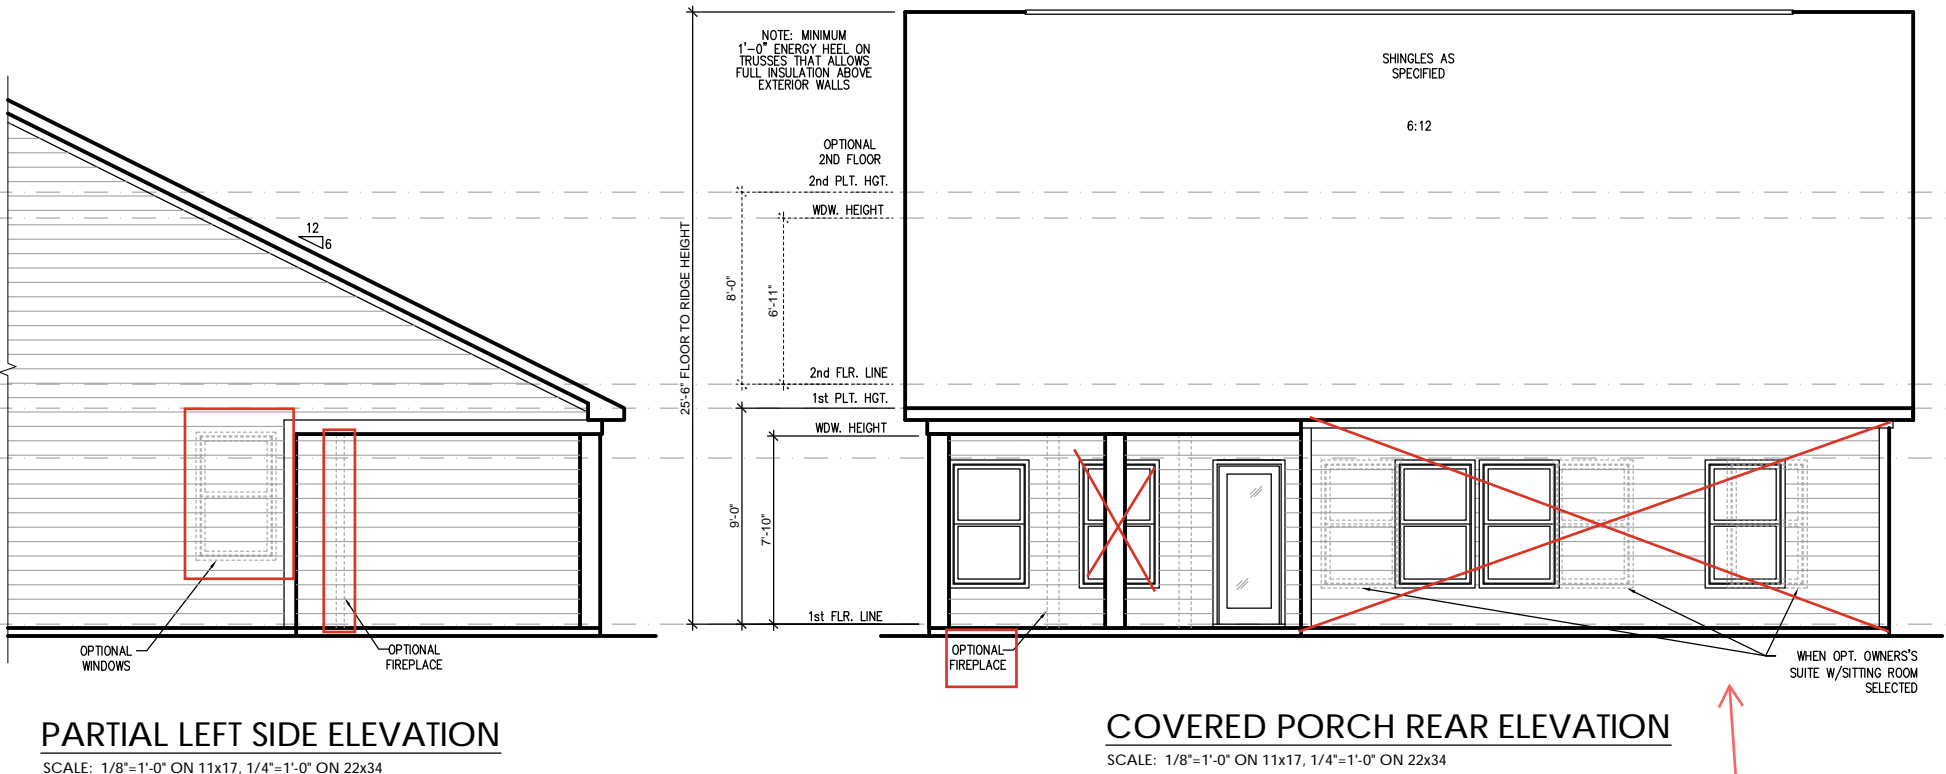 NOTE: MINIMUM
1'-0" ENERGY HEEL ON
TRUSSES THAT ALLOWS
FULL INSULATION ABOVE
EXTERIOR WALLS
SHINGLES AS
SPECIFIED
6:12
OPTIONAL
2ND FLOOR
2nd PLT. HGT.
WDW. HEIGHT
12
6
25'-6" FLOOR TO RIDGE HEIGHT
8'-0"
6'-11"
2nd FLR. LINE
1st PLT. HGT.
WDW. HEIGHT
9'-0"
7'-10"
1st FLR. LINE
OPTIONAL
WINDOWS
OPTIONAL
FIREPLACE
OPTIONAL
FIREPLACE
WHEN OPT. OWNERS'S
SUITE W/SITTING ROOM
SELECTED
PARTIAL LEFT SIDE ELEVATION
SCALE: 1/8"=1'-0" ON 11x17, 1/4"=1'-0" ON 22x34
COVERED PORCH REAR ELEVATION
SCALE: 1/8"=1'-0" ON 11x17, 1/4"=1'-0" ON 22x34